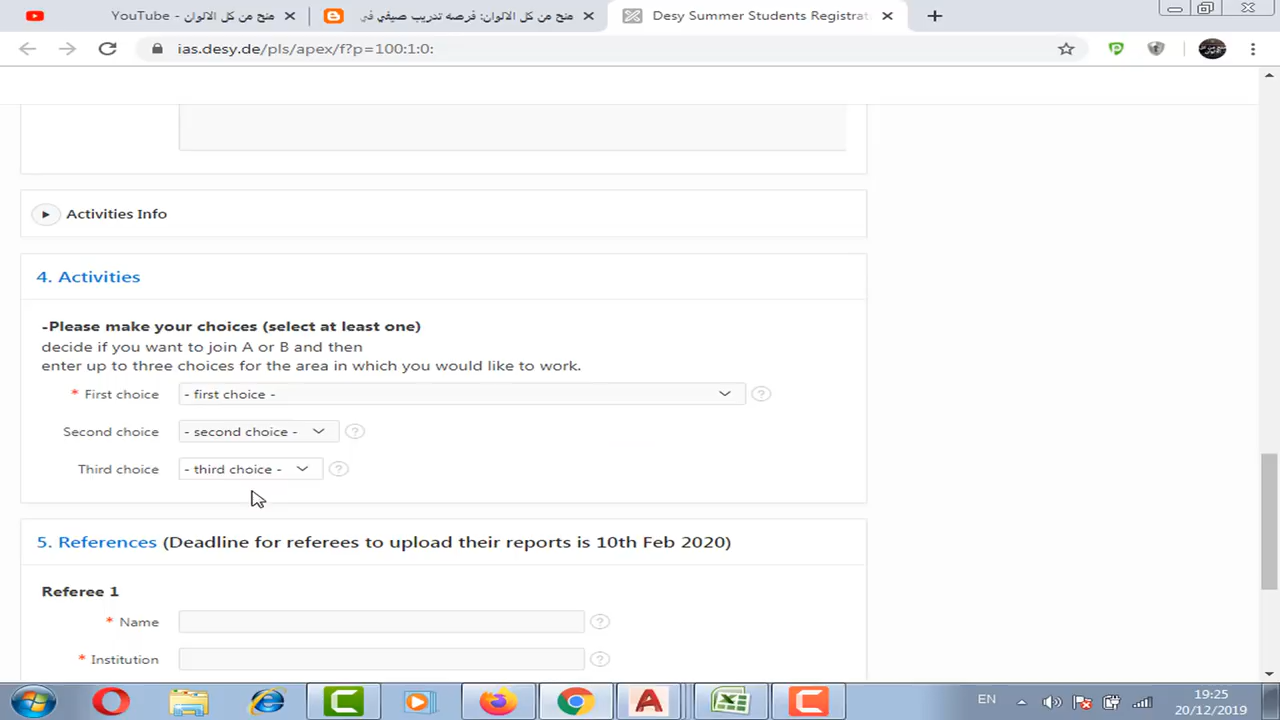 YouTube - منح من كل الالوان
منح من كل الالوان: فرصه تدريب صيفي في
Desy Summer Students Registrat
ias.desy.de/pls/apex/f?p=100:1:0:
Activities Info
4. Activities
-Please make your choices (select at least one)
decide if you want to join A or B and then
enter up to three choices for the area in which you would like to work.
* First choice - first choice - ?
Second choice - second choice - ?
Third choice - third choice - ?
5. References (Deadline for referees to upload their reports is 10th Feb 2020)
Referee 1
* Name ?
* Institution ?
EN
19:25
20/12/2019